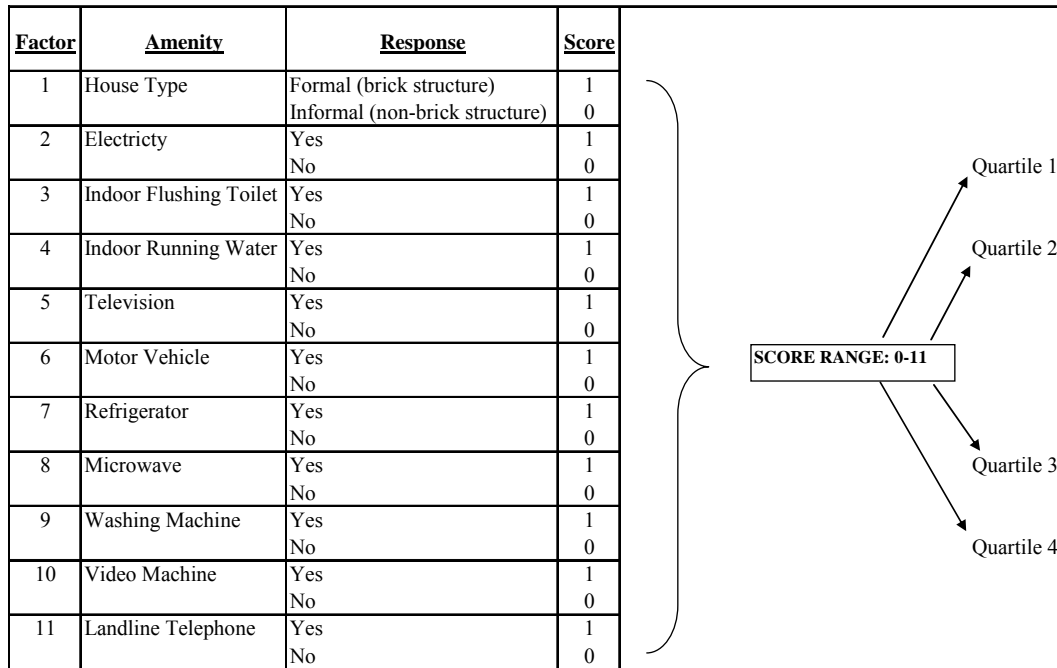 Factor Amenity Response Score
1 House Type Formal (brick structure) 1
Informal (non-brick structure) 0
2 Electricty Yes 1
No 0
3 Indoor Flushing Toilet Yes 1
No 0
4 Indoor Running Water Yes 1
No 0
5 Television Yes 1
No 0
6 Motor Vehicle Yes 1
No 0
7 Refrigerator Yes 1
No 0
8 Microwave Yes 1
No 0
9 Washing Machine Yes 1
No 0
10 Video Machine Yes 1
No 0
11 Landline Telephone Yes 1
No 0
SCORE RANGE: 0-11
Quartile 1
Quartile 2
Quartile 3
Quartile 4